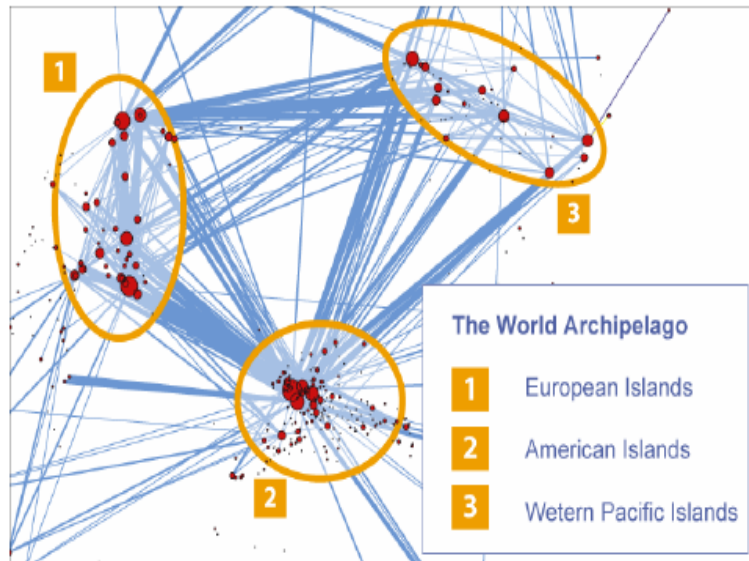 1
3
2
The World Archipelago
1 European Islands
2 American Islands
3 Wetern Pacific Islands